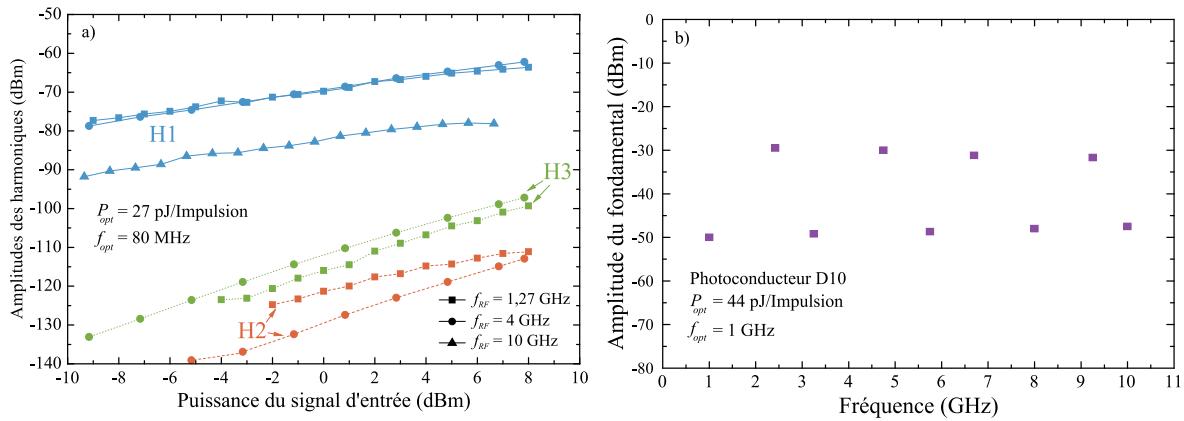 a)
Amplitudes des harmoniques (dBm)
-50
-60
-70
-80
-90
-100
-110
-120
-130
-140
H1
H3
H2
P_opt = 27 pJ/Impulsion
f_opt = 80 MHz
f_RF = 1,27 GHz
f_RF = 4 GHz
f_RF = 10 GHz
-10 -8 -6 -4 -2 0 2 4 6 8 10
Puissance du signal d'entrée (dBm)
b)
Amplitude du fondamental (dBm)
0
-10
-20
-30
-40
-50
-60
-70
-80
Photoconducteur D10
P_opt = 44 pJ/Impulsion
f_opt = 1 GHz
0 1 2 3 4 5 6 7 8 9 10 11
Fréquence (GHz)